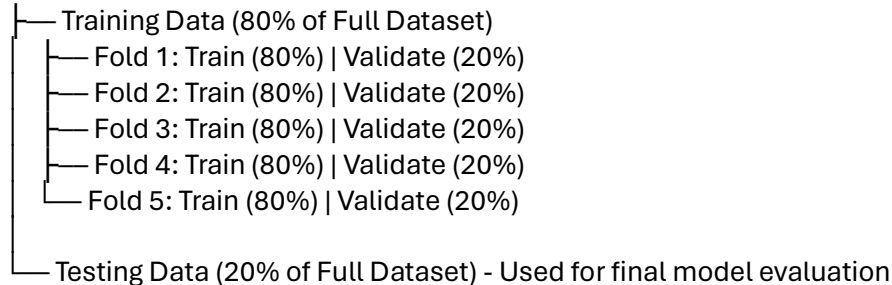 Training Data (80% of Full Dataset)
Fold 1: Train (80%) | Validate (20%)
Fold 2: Train (80%) | Validate (20%)
Fold 3: Train (80%) | Validate (20%)
Fold 4: Train (80%) | Validate (20%)
Fold 5: Train (80%) | Validate (20%)
Testing Data (20% of Full Dataset) - Used for final model evaluation